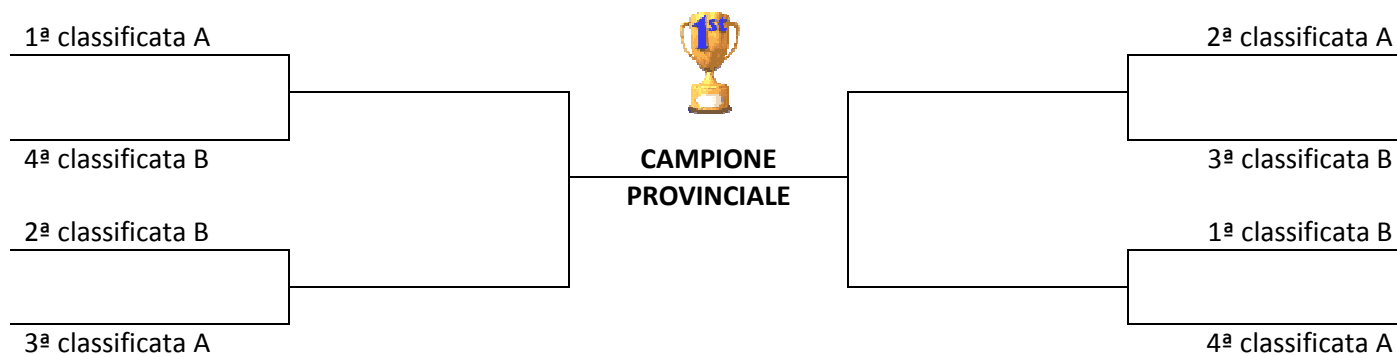 1ª classificata A
1st
2ª classificata A
4ª classificata B
CAMPIONE
PROVINCIALE
3ª classificata B
2ª classificata B
1ª classificata B
3ª classificata A
4ª classificata A